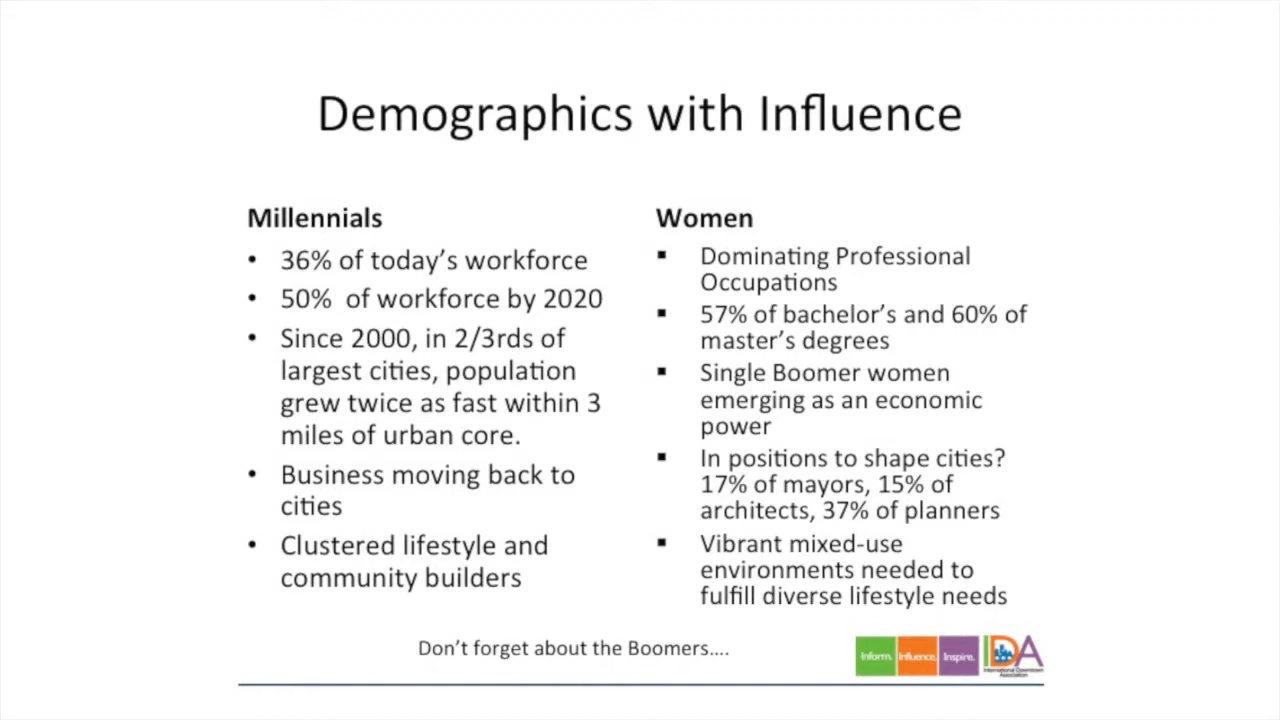 Demographics with Influence
Millennials
• 36% of today's workforce
• 50%  of workforce by 2020
• Since 2000, in 2/3rds of
largest cities, population
grew twice as fast within 3
miles of urban core.
• Business moving back to
cities
• Clustered lifestyle and
community builders
Women
▪ Dominating Professional
Occupations
▪ 57% of bachelor's and 60% of
master's degrees
▪ Single Boomer women
emerging as an economic
power
▪ In positions to shape cities?
17% of mayors, 15% of
architects, 37% of planners
▪ Vibrant mixed-use
environments needed to
fulfill diverse lifestyle needs
Don't forget about the Boomers....
Inform. Influence. Inspire. IDA
International Downtown
Association